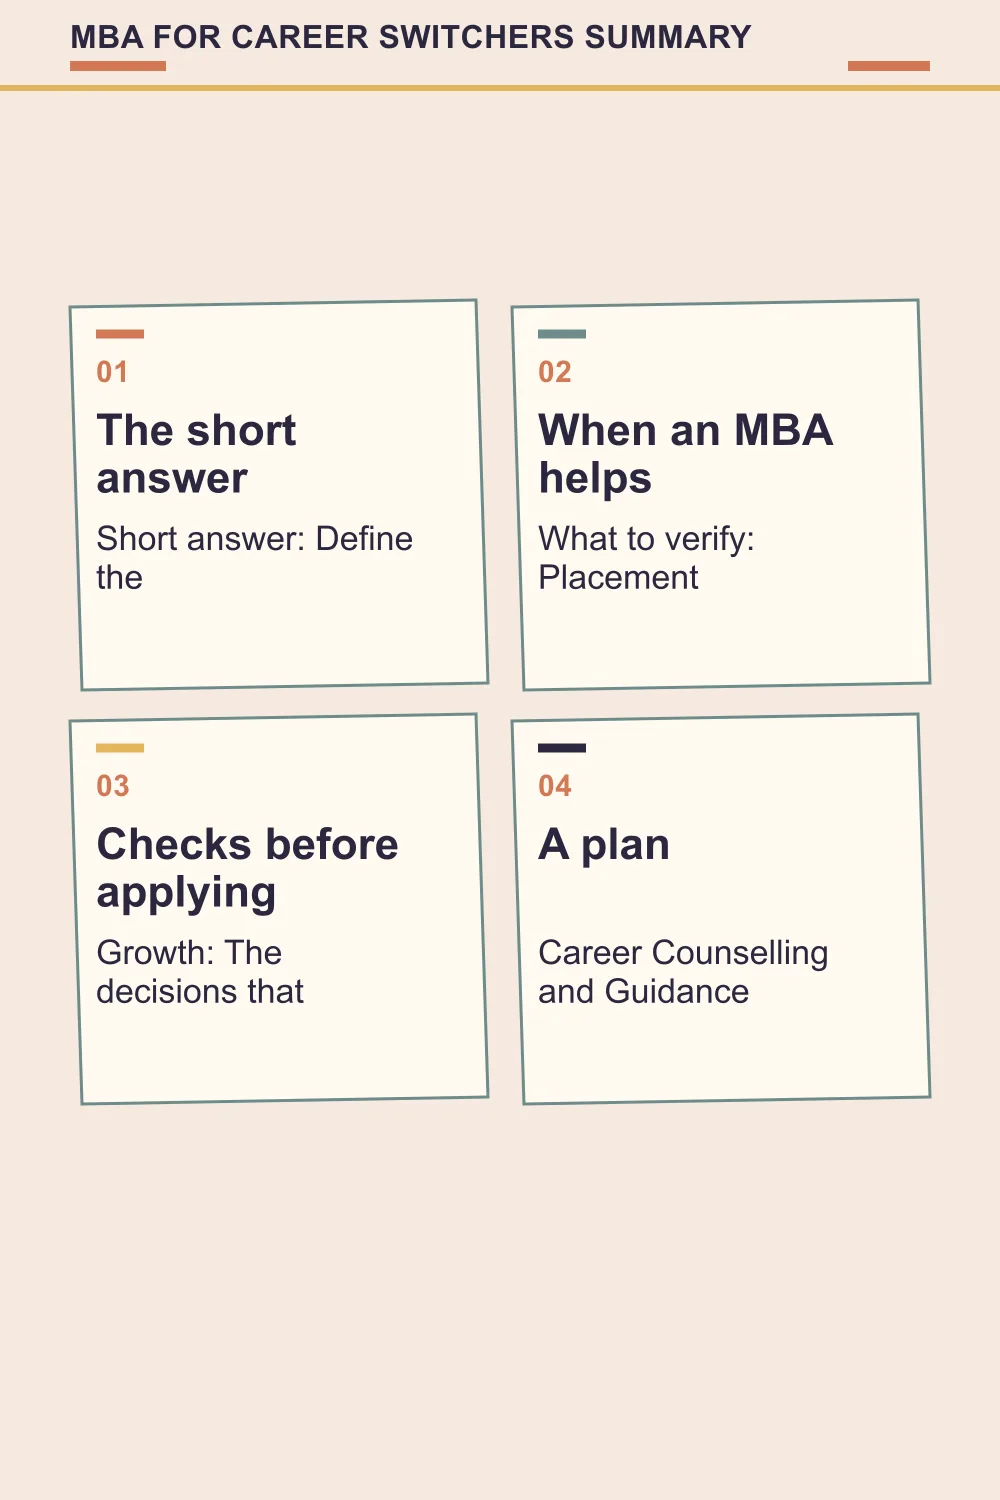 MBA FOR CAREER SWITCHERS SUMMARY
01
The short
answer
Short answer: Define
the
02
When an MBA
helps
What to verify:
Placement
03
Checks before
applying
Growth: The
decisions that
04
A plan
Career Counselling
and Guidance